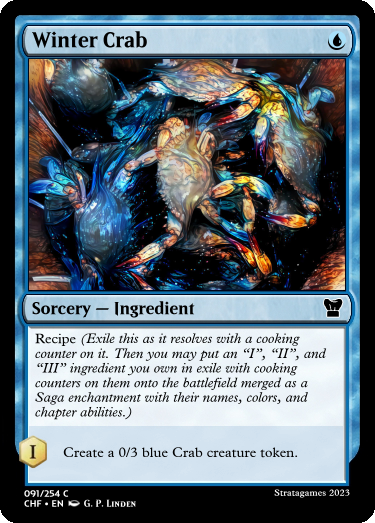 Winter Crab
Sorcery — Ingredient
Recipe (Exile this as it resolves with a cooking
counter on it. Then you may put an “I”, “II”, and
“III” ingredient you own in exile with cooking
counters on them onto the battlefield merged as a
Saga enchantment with their names, colors, and
chapter abilities.)
I Create a 0/3 blue Crab creature token.
091/254 C
Stratagames 2023
CHF • EN G. P. Linden